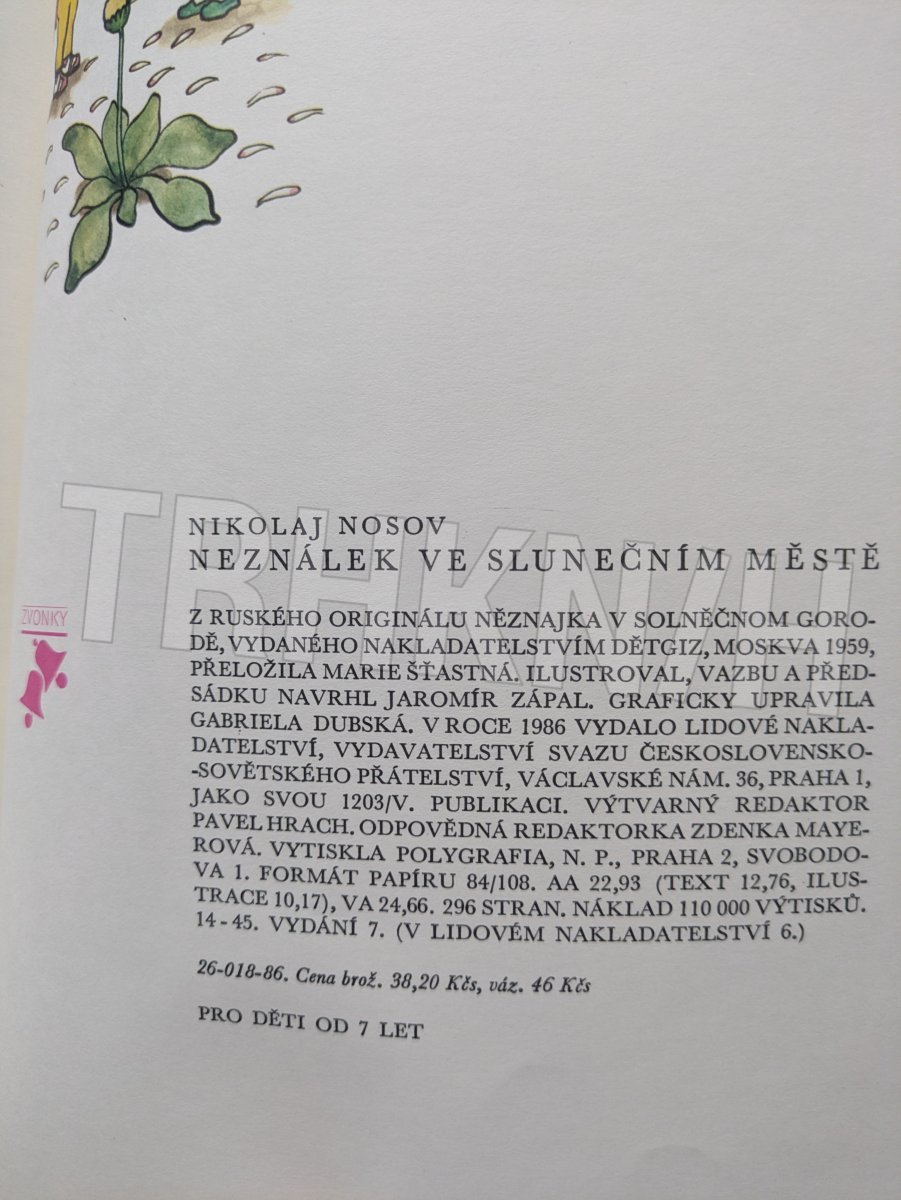 NIKOLAJ NOSOV
NEZNÁLEK VE SLUNEČNÍM MĚSTĚ
ZVONKY
Z RUSKÉHO ORIGINÁLU NĚZNAJKA V SOLNĚČNOM GORO-
DĚ, VYDANÉHO NAKLADATELSTVÍM DĚTGIZ, MOSKVA 1959,
PŘELOŽILA MARIE ŠŤASTNÁ. ILUSTROVAL, VAZBU A PŘED-
SÁDKU NAVRHL JAROMÍR ZÁPAL. GRAFICKY UPRAVILA
GABRIELA DUBSKÁ. V ROCE 1986 VYDALO LIDOVÉ NAKLA-
DATELSTVÍ, VYDAVATELSTVÍ SVAZU ČESKOSLOVENSKO-
-SOVĚTSKÉHO PŘÁTELSTVÍ, VÁCLAVSKÉ NÁM. 36, PRAHA 1,
JAKO SVOU 1203/V. PUBLIKACI. VÝTVARNÝ REDAKTOR
PAVEL HRACH. ODPOVĚDNÁ REDAKTORKA ZDENKA MAYE-
ROVÁ. VYTISKLA POLYGRAFIA, N. P., PRAHA 2, SVOBODO-
VA 1. FORMÁT PAPÍRU 84/108. AA 22,93 (TEXT 12,76, ILUS-
TRACE 10,17), VA 24,66. 296 STRAN. NÁKLAD 110 000 VÝTISKŮ.
14-45. VYDÁNÍ 7. (V LIDOVÉM NAKLADATELSTVÍ 6.)
26-018-86. Cena brož. 38,20 Kčs, váz. 46 Kčs
PRO DĚTI OD 7 LET